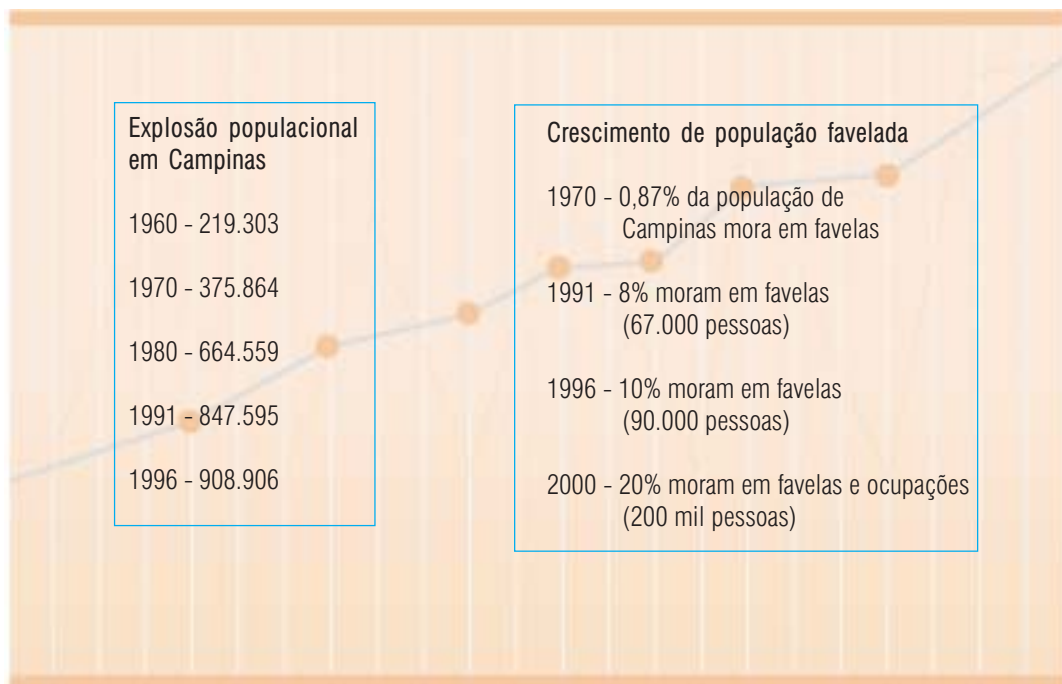 Explosão populacional
em Campinas
1960 - 219.303
1970 - 375.864
1980 - 664.559
1991 - 847.595
1996 - 908.906
Crescimento de população favelada
1970 - 0,87% da população de
Campinas mora em favelas
1991 - 8% moram em favelas
(67.000 pessoas)
1996 - 10% moram em favelas
(90.000 pessoas)
2000 - 20% moram em favelas e ocupações
(200 mil pessoas)